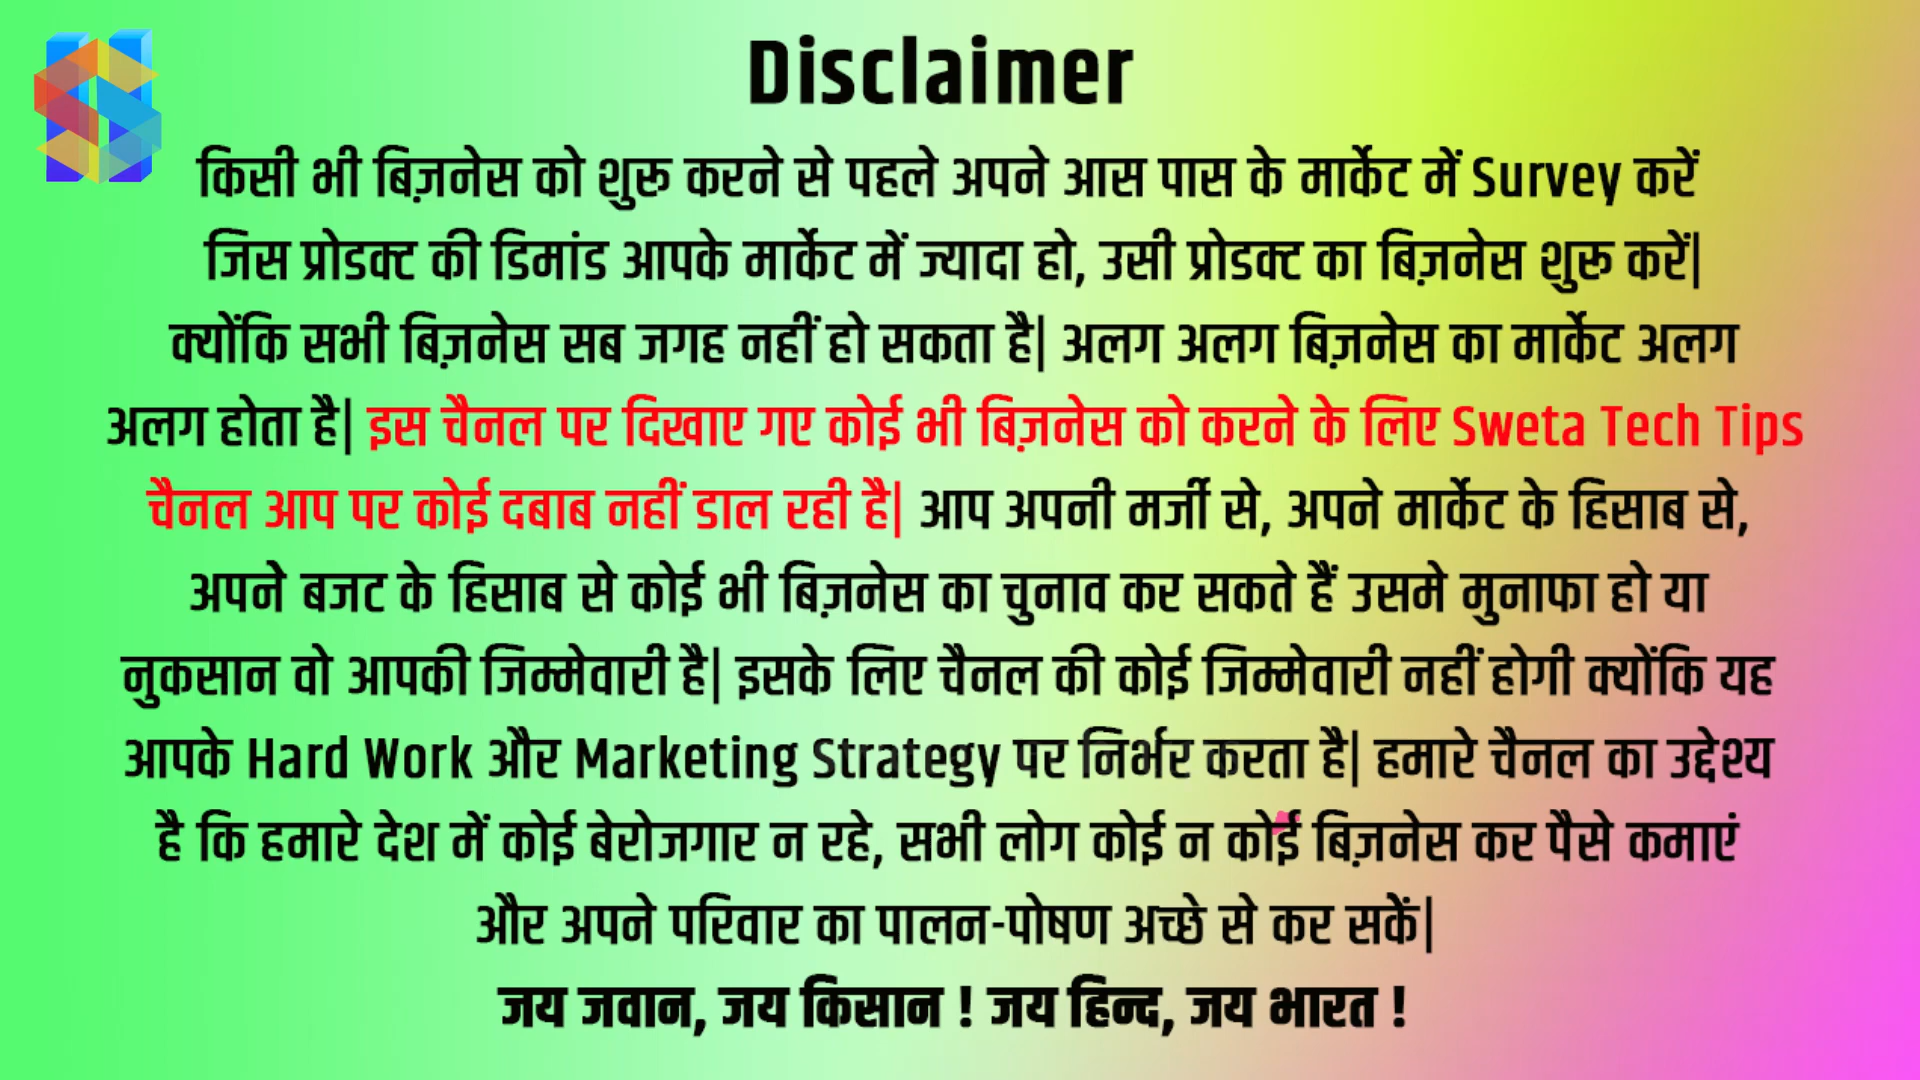 Disclaimer
किसी भी बिज़नेस को शुरू करने से पहले अपने आस पास के मार्केट में Survey करें
जिस प्रोडक्ट की डिमांड आपके मार्केट में ज्यादा हो, उसी प्रोडक्ट का बिज़नेस शुरू करें|
क्योंकि सभी बिज़नेस सब जगह नहीं हो सकता है| अलग अलग बिज़नेस का मार्केट अलग
अलग होता है| इस चैनल पर दिखाए गए कोई भी बिज़नेस को करने के लिए Sweta Tech Tips
चैनल आप पर कोई दबाब नहीं डाल रही है| आप अपनी मर्जी से, अपने मार्केट के हिसाब से,
अपने बजट के हिसाब से कोई भी बिज़नेस का चुनाव कर सकते हैं उसमे मुनाफा हो या
नुकसान वो आपकी जिम्मेवारी है| इसके लिए चैनल की कोई जिम्मेवारी नहीं होगी क्योंकि यह
आपके Hard Work और Marketing Strategy पर निर्भर करता है| हमारे चैनल का उद्देश्य
है कि हमारे देश में कोई बेरोजगार न रहे, सभी लोग कोई न कोई बिज़नेस कर पैसे कमाएं
और अपने परिवार का पालन-पोषण अच्छे से कर सकें|
जय जवान, जय किसान ! जय हिन्द, जय भारत !